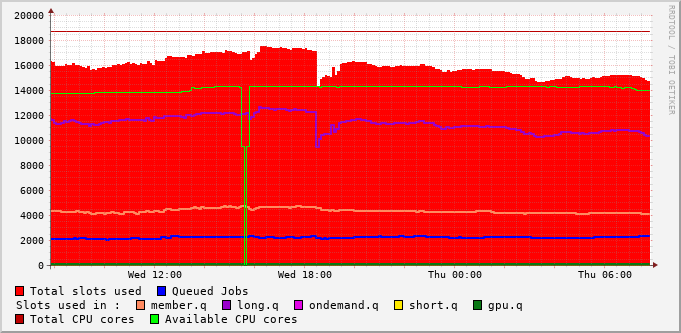 RRDTOOL / TOBI OETIKER
20000
18000
16000
14000
12000
10000
8000
6000
4000
2000
0
Wed 12:00 Wed 18:00 Thu 00:00 Thu 06:00
Total slots used Queued Jobs
Slots used in : member.q long.q ondemand.q short.q gpu.q
Total CPU cores Available CPU cores